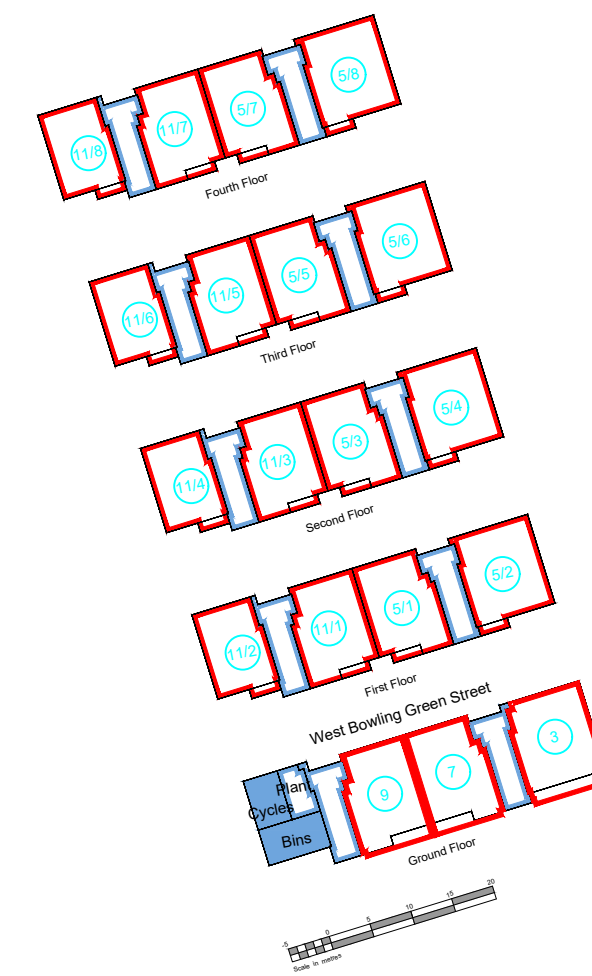 11/8
11/7
5/7
5/8
Fourth Floor
11/6
11/5
5/5
5/6
Third Floor
11/4
11/3
5/3
5/4
Second Floor
11/2
11/1
5/1
5/2
First Floor
West Bowling Green Street
Plan
Cycles
Bins
9
7
3
Ground Floor
-5 0 5 10 15 20
Scale in metres